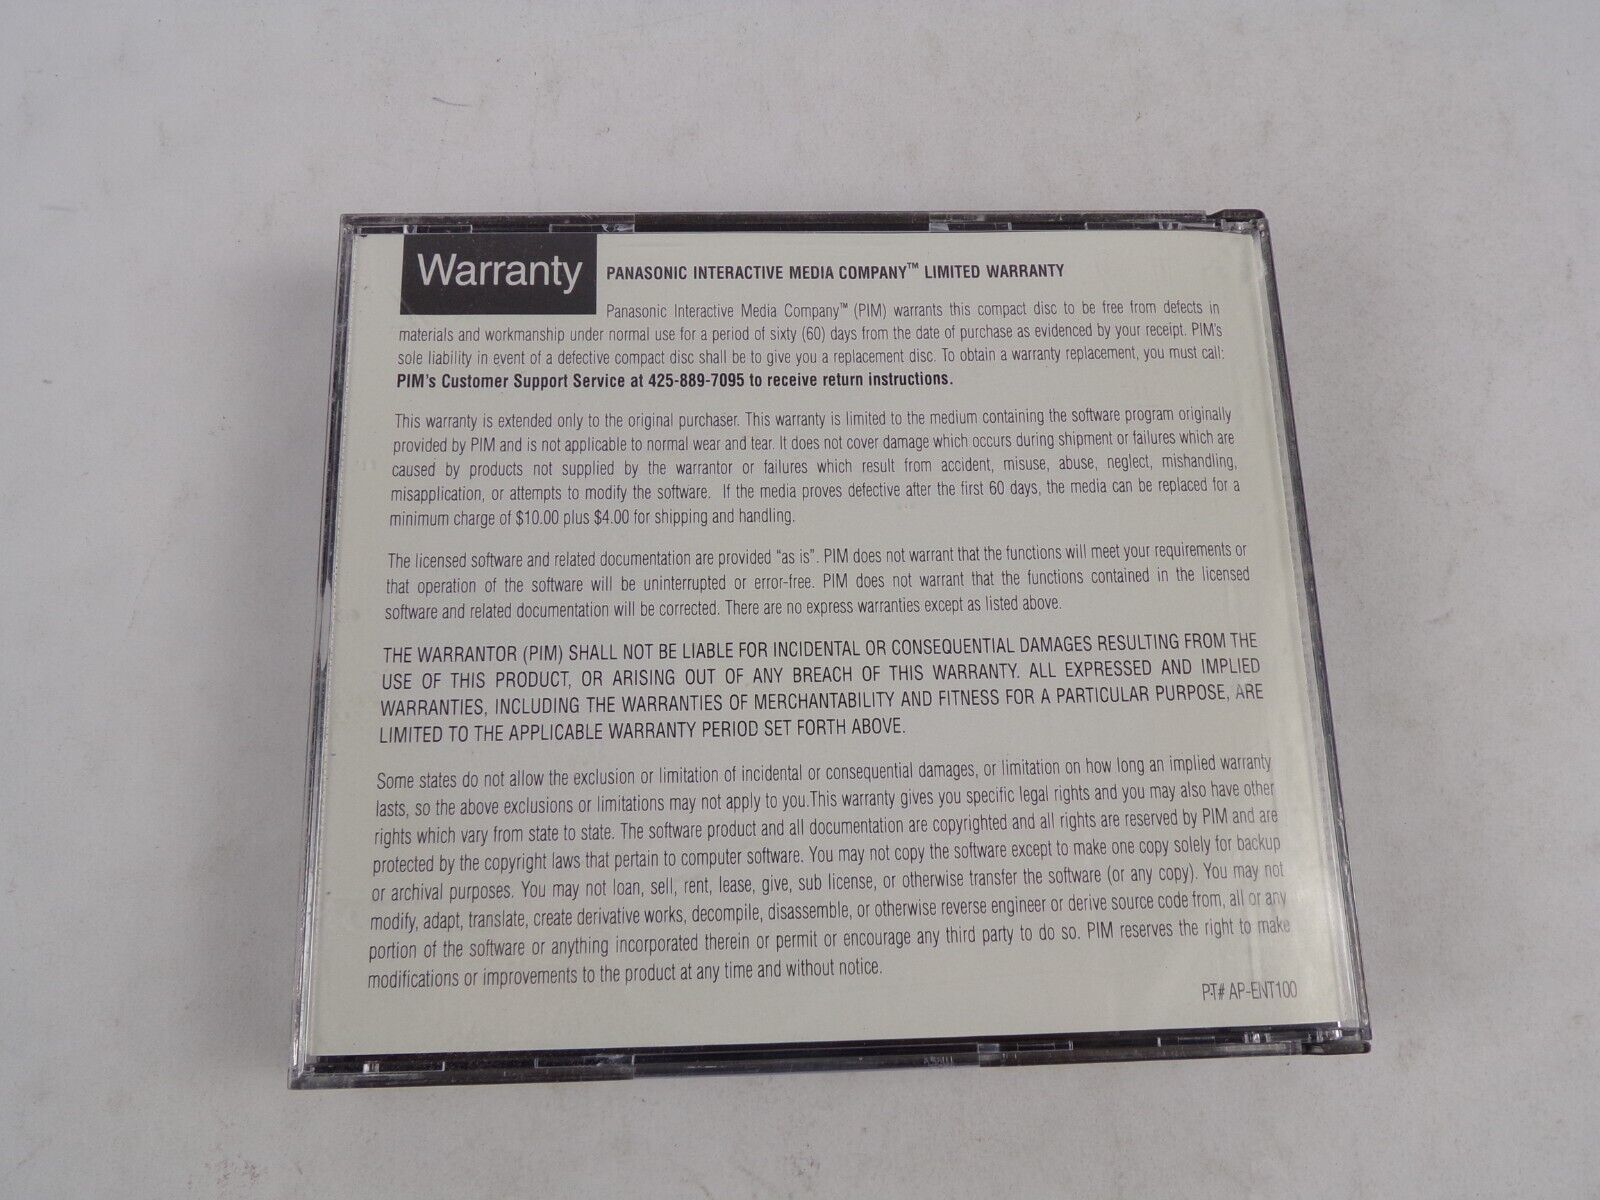 Warranty
PANASONIC INTERACTIVE MEDIA COMPANY™ LIMITED WARRANTY
Panasonic Interactive Media Company™ (PIM) warrants this compact disc to be free from defects in
materials and workmanship under normal use for a period of sixty (60) days from the date of purchase as evidenced by your receipt. PIM's
sole liability in event of a defective compact disc shall be to give you a replacement disc. To obtain a warranty replacement, you must call:
PIM's Customer Support Service at 425-889-7095 to receive return instructions.
This warranty is extended only to the original purchaser. This warranty is limited to the medium containing the software program originally
provided by PIM and is not applicable to normal wear and tear. It does not cover damage which occurs during shipment or failures which are
caused by products not supplied by the warrantor or failures which result from accident, misuse, abuse, neglect, mishandling,
misapplication, or attempts to modify the software. If the media proves defective after the first 60 days, the media can be replaced for a
minimum charge of $10.00 plus $4.00 for shipping and handling.
The licensed software and related documentation are provided "as is". PIM does not warrant that the functions will meet your requirements or
that operation of the software will be uninterrupted or error-free. PIM does not warrant that the functions contained in the licensed
software and related documentation will be corrected. There are no express warranties except as listed above.
THE WARRANTOR (PIM) SHALL NOT BE LIABLE FOR INCIDENTAL OR CONSEQUENTIAL DAMAGES RESULTING FROM THE
USE OF THIS PRODUCT, OR ARISING OUT OF ANY BREACH OF THIS WARRANTY. ALL EXPRESSED AND IMPLIED
WARRANTIES, INCLUDING THE WARRANTIES OF MERCHANTABILITY AND FITNESS FOR A PARTICULAR PURPOSE, ARE
LIMITED TO THE APPLICABLE WARRANTY PERIOD SET FORTH ABOVE.
Some states do not allow the exclusion or limitation of incidental or consequential damages, or limitation on how long an implied warranty
lasts, so the above exclusions or limitations may not apply to you.This warranty gives you specific legal rights and you may also have other
rights which vary from state to state. The software product and all documentation are copyrighted and all rights are reserved by PIM and are
protected by the copyright laws that pertain to computer software. You may not copy the software except to make one copy solely for backup
or archival purposes. You may not loan, sell, rent, lease, give, sub license, or otherwise transfer the software (or any copy). You may not
modify, adapt, translate, create derivative works, decompile, disassemble, or otherwise reverse engineer or derive source code from, all or any
portion of the software or anything incorporated therein or permit or encourage any third party to do so. PIM reserves the right to make
modifications or improvements to the product at any time and without notice.
PT# AP-ENT100